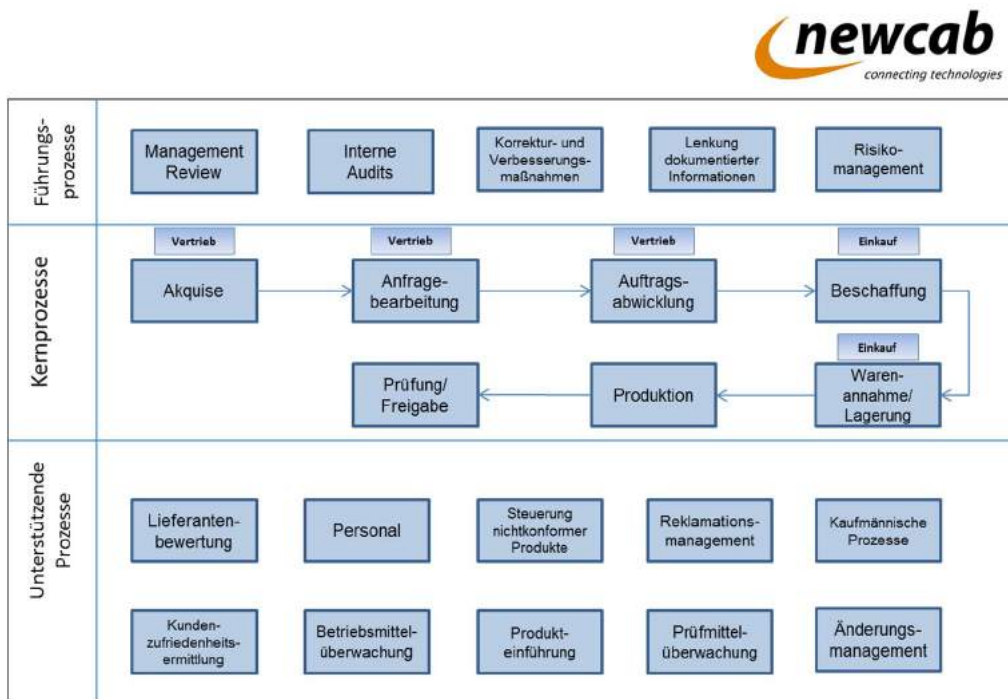 newcab
connecting technologies
Führungs-
prozesse
Management
Review
Interne
Audits
Korrektur- und
Verbesserungs-
maßnahmen
Lenkung
dokumentierter
Informationen
Risiko-
management
Kernprozesse
Vertrieb
Akquise
Vertrieb
Anfrage-
bearbeitung
Vertrieb
Auftrags-
abwicklung
Einkauf
Beschaffung
Einkauf
Waren-
annahme/
Lagerung
Produktion
Prüfung/
Freigabe
Unterstützende
Prozesse
Lieferanten-
bewertung
Personal
Steuerung
nichtkonformer
Produkte
Reklamations-
management
Kaufmännische
Prozesse
Kunden-
zufriedenheits-
ermittlung
Betriebsmittel-
überwachung
Produkt-
einführung
Prüfmittel-
überwachung
Änderungs-
management